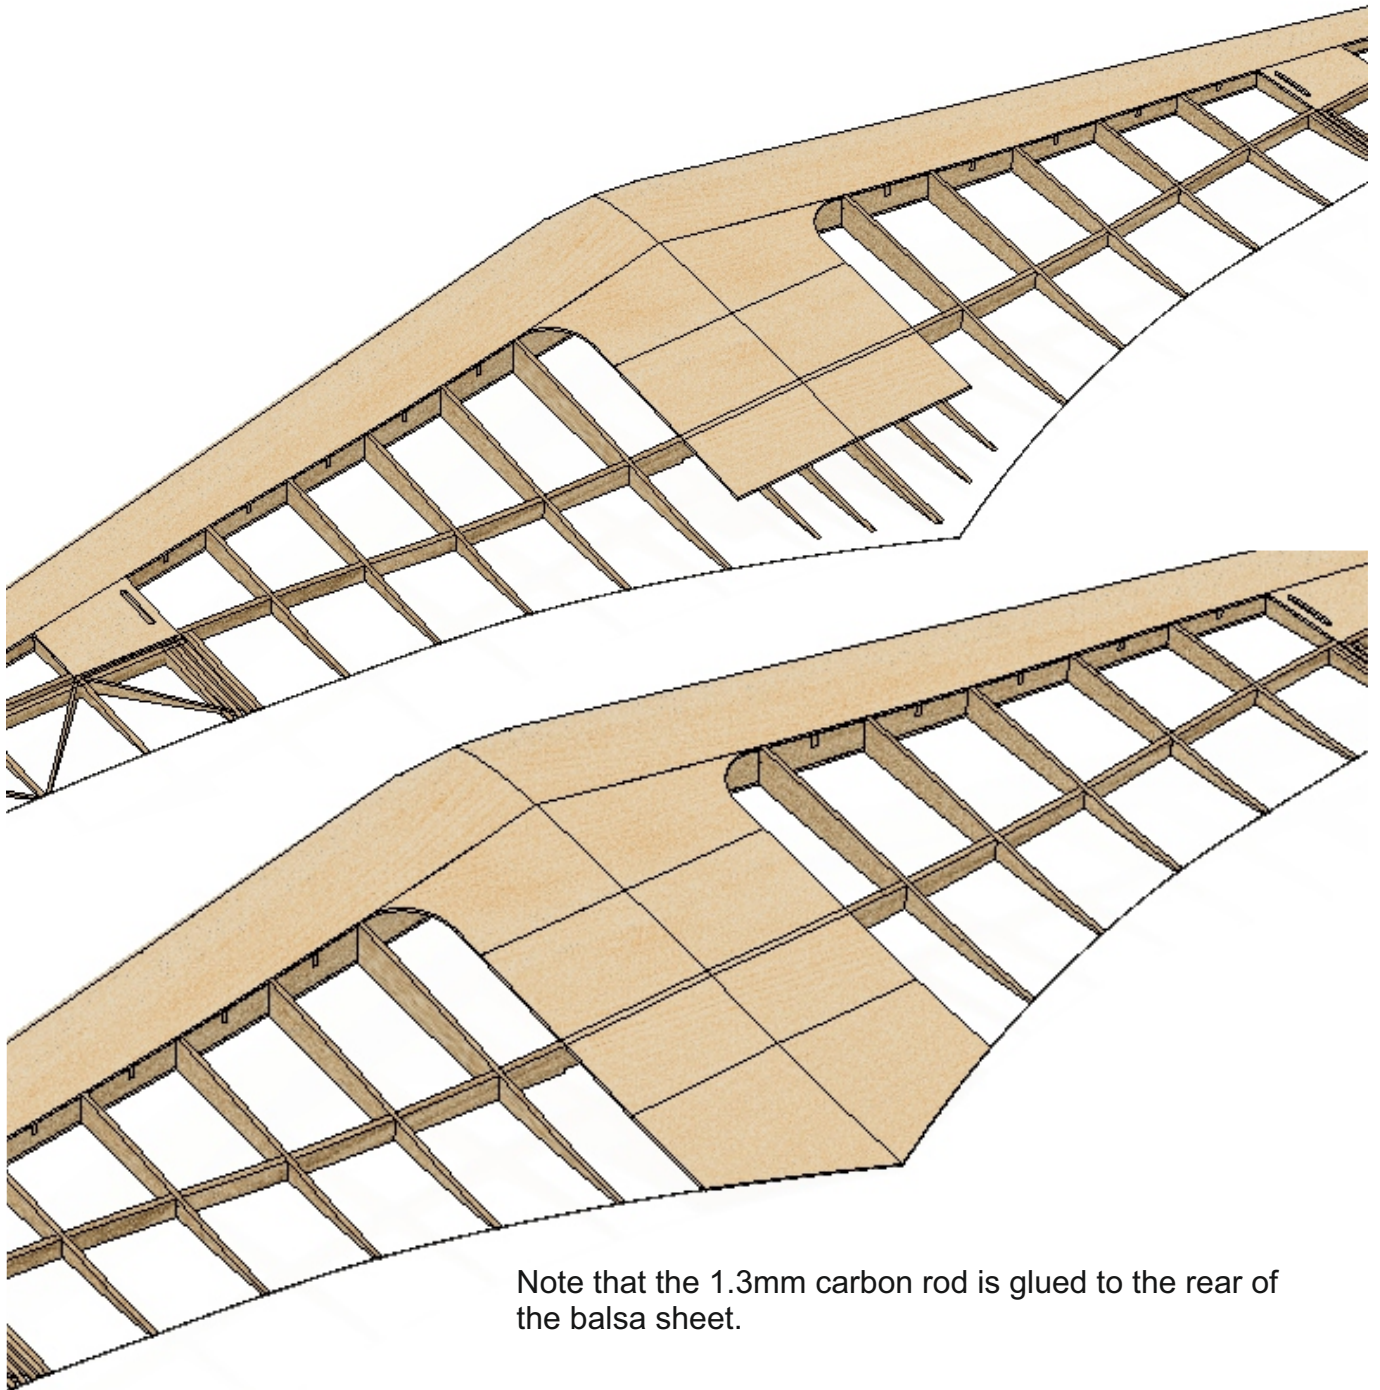 Note that the 1.3mm carbon rod is glued to the rear of
the balsa sheet.